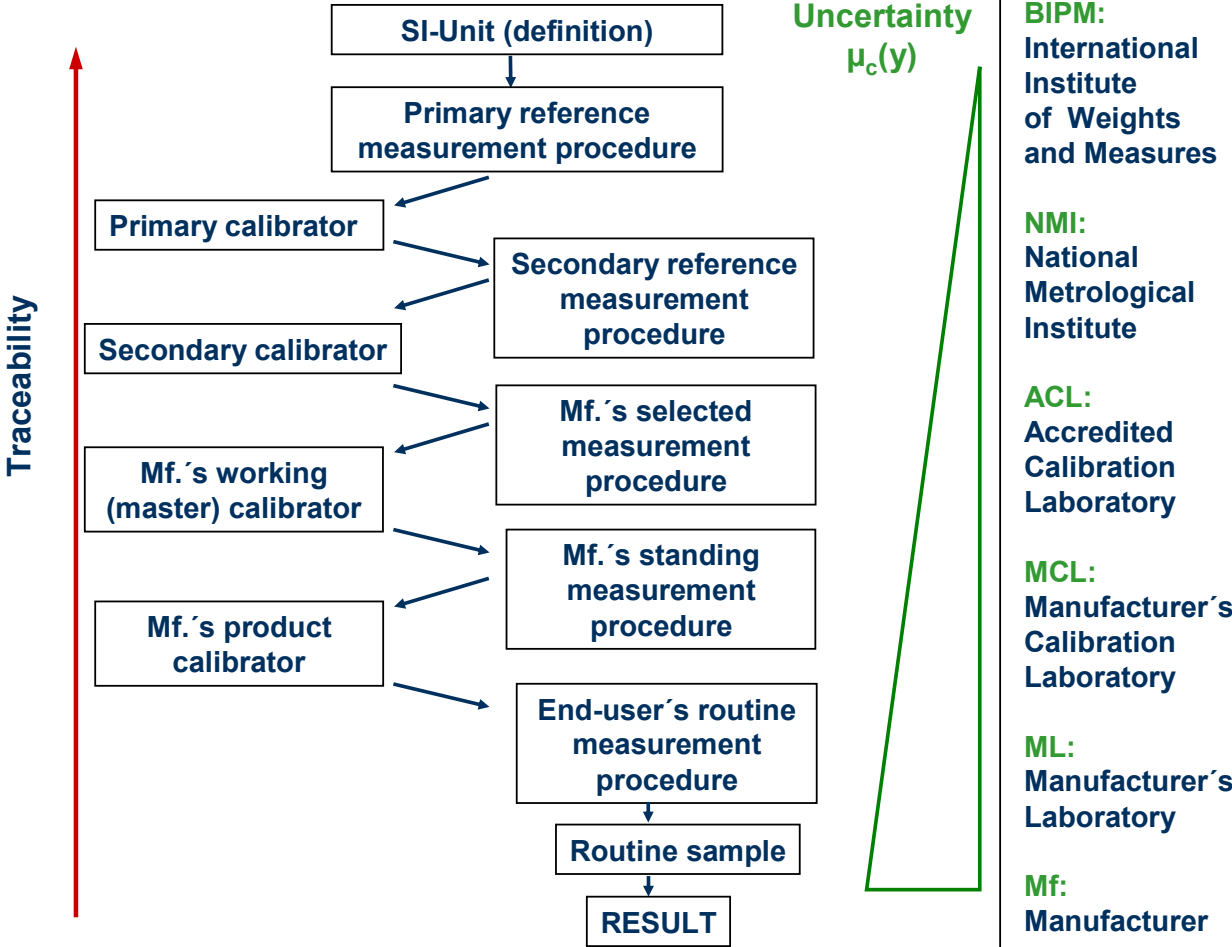 SI-Unit (definition)
Primary reference
measurement procedure
Primary calibrator
Secondary reference
measurement
procedure
Secondary calibrator
Mf.´s selected
measurement
procedure
Mf.´s working
(master) calibrator
Mf.´s standing
measurement
procedure
Mf.´s product
calibrator
End-user´s routine
measurement
procedure
Routine sample
RESULT
Traceability
Uncertainty
µc(y)
BIPM:
International
Institute
of Weights
and Measures
NMI:
National
Metrological
Institute
ACL:
Accredited
Calibration
Laboratory
MCL:
Manufacturer´s
Calibration
Laboratory
ML:
Manufacturer´s
Laboratory
Mf:
Manufacturer